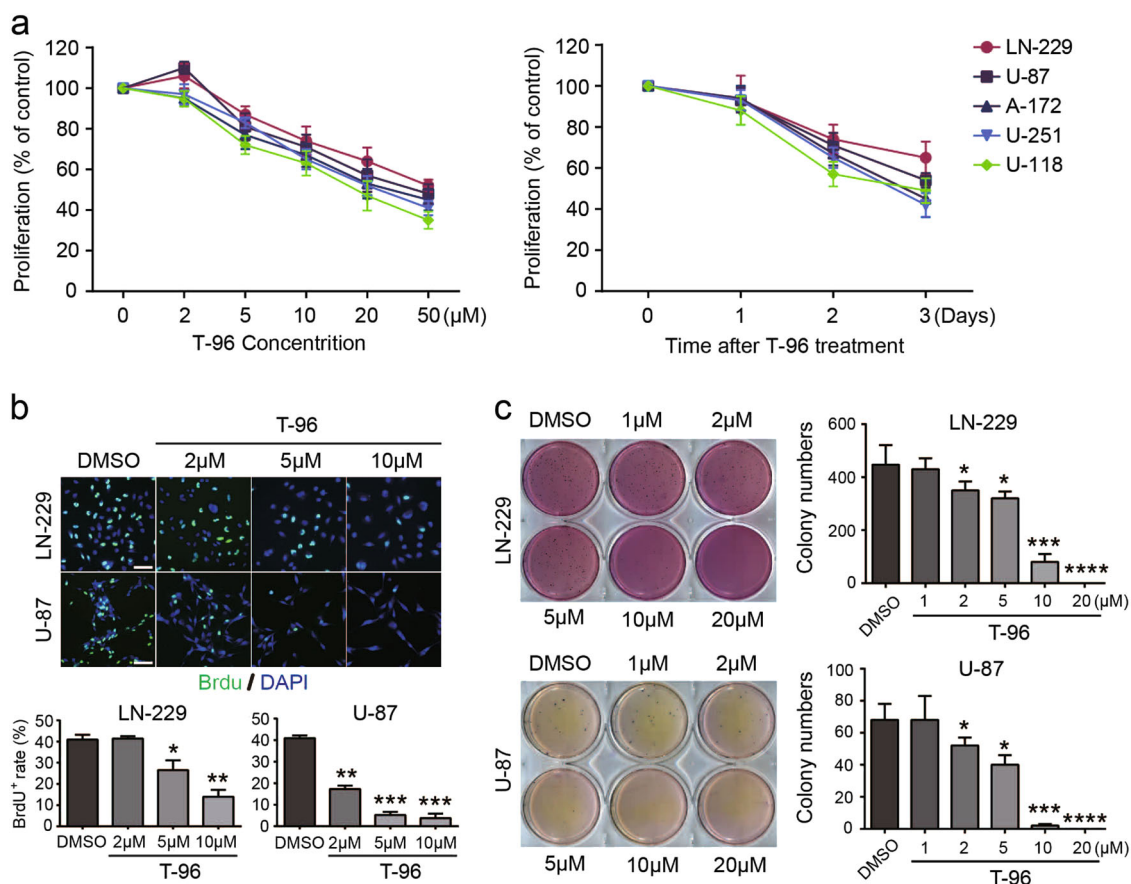 a
Proliferation (% of control)
120
100
80
60
40
20
0
0 2 5 10 20 50 (µM)
T-96 Concentrition
Proliferation (% of control)
120
100
80
60
40
20
0
0 1 2 3 (Days)
Time after T-96 treatment
LN-229
U-87
A-172
U-251
U-118
b
T-96
DMSO 2µM 5µM 10µM
LN-229
U-87
Brdu / DAPI
LN-229
BrdU+ rate (%)
50
40
30
20
10
0
* **
DMSO 2µM 5µM 10µM
T-96
U-87
50
40
30
20
10
0
** *** ***
DMSO 2µM 5µM 10µM
T-96
c
DMSO 1µM 2µM
LN-229
5µM 10µM 20µM
LN-229
Colony numbers
600
400
200
0
* * *** ****
DMSO 1 2 5 10 20 (µM)
T-96
DMSO 1µM 2µM
U-87
5µM 10µM 20µM
U-87
Colony numbers
100
80
60
40
20
0
* * *** ****
DMSO 1 2 5 10 20 (µM)
T-96